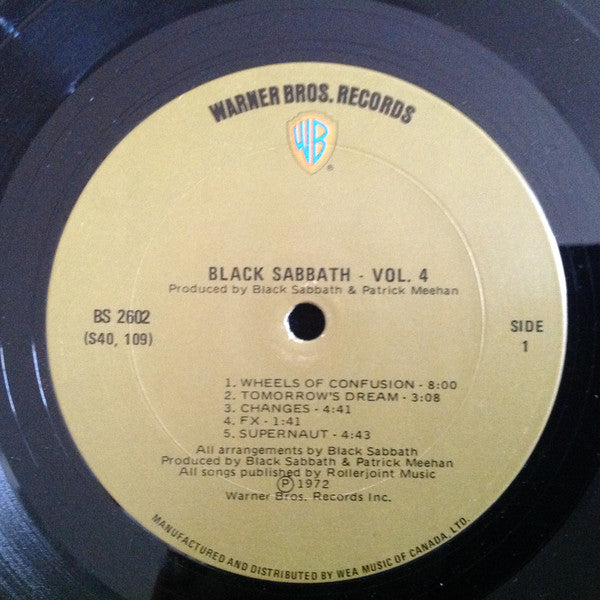 WARNER BROS. RECORDS
WB
®
BLACK SABBATH - VOL. 4
Produced by Black Sabbath & Patrick Meehan
BS 2602
(S40, 109)
SIDE
1
1. WHEELS OF CONFUSION - 8:00
2. TOMORROW'S DREAM - 3:08
3. CHANGES - 4:41
4. FX - 1:41
5. SUPERNAUT - 4:43
All arrangements by Black Sabbath
Produced by Black Sabbath & Patrick Meehan
All songs published by Rollerjoint Music
Ⓟ 1972
Warner Bros. Records Inc.
MANUFACTURED AND DISTRIBUTED BY WEA MUSIC OF CANADA, LTD.